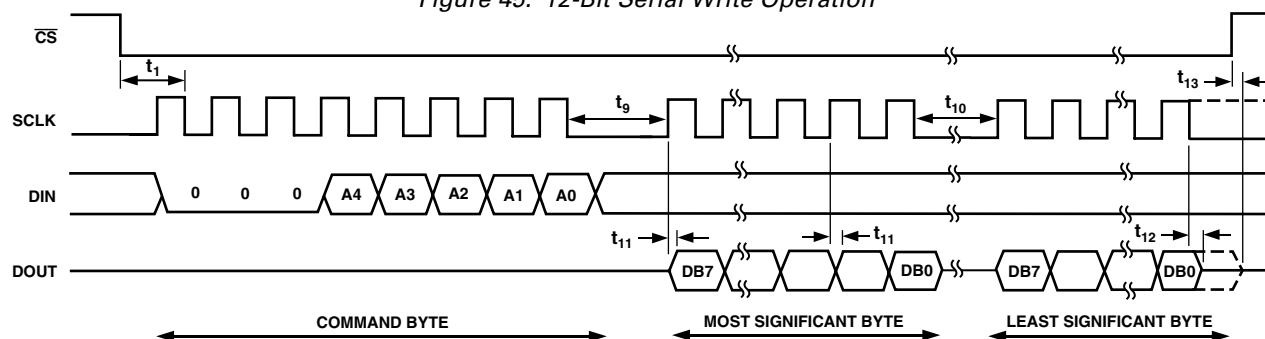 Figure 45. 12-Bit Serial Write Operation
CS
t1
t13
SCLK
t9
t10
DIN
0 0 0 A4 A3 A2 A1 A0
t11
t11
t12
DOUT
DB7 DB0 DB7 DB0
COMMAND BYTE MOST SIGNIFICANT BYTE LEAST SIGNIFICANT BYTE